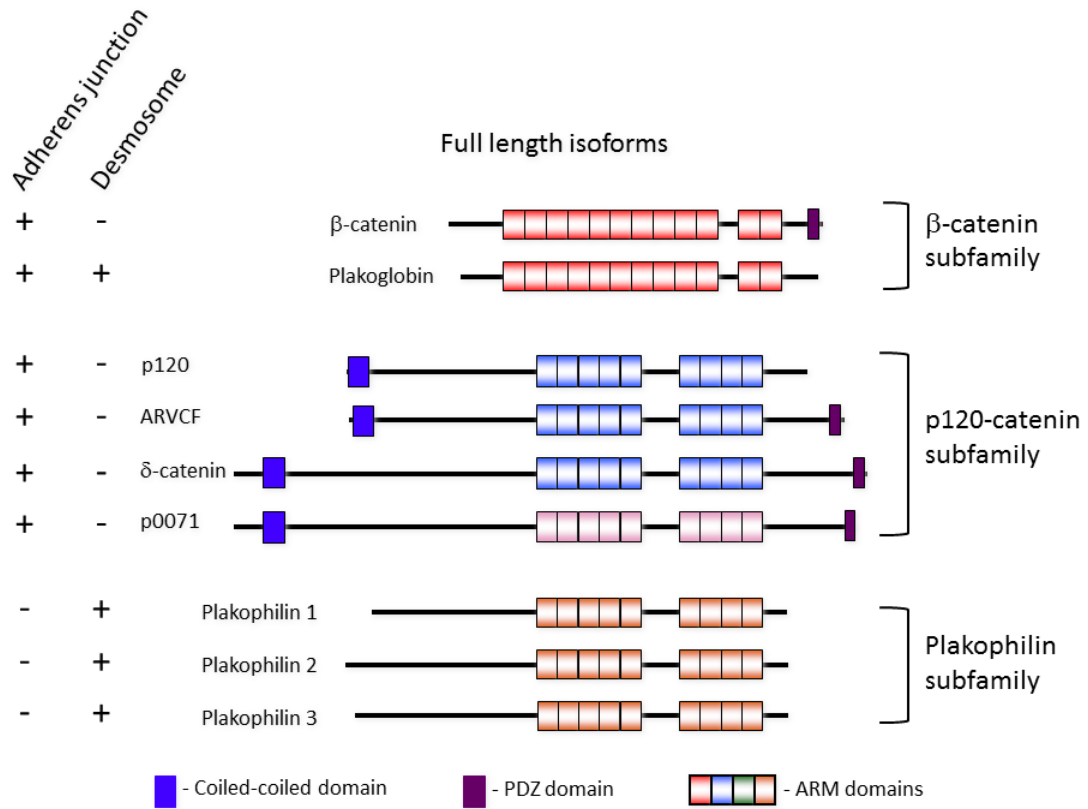 Adherens junction
Desmosome
Full length isoforms
+ - β-catenin
+ + Plakoglobin
β-catenin
subfamily
+ - p120
+ - ARVCF
+ - δ-catenin
+ - p0071
p120-catenin
subfamily
- + Plakophilin 1
- + Plakophilin 2
- + Plakophilin 3
Plakophilin
subfamily
- Coiled-coiled domain
- PDZ domain
- ARM domains